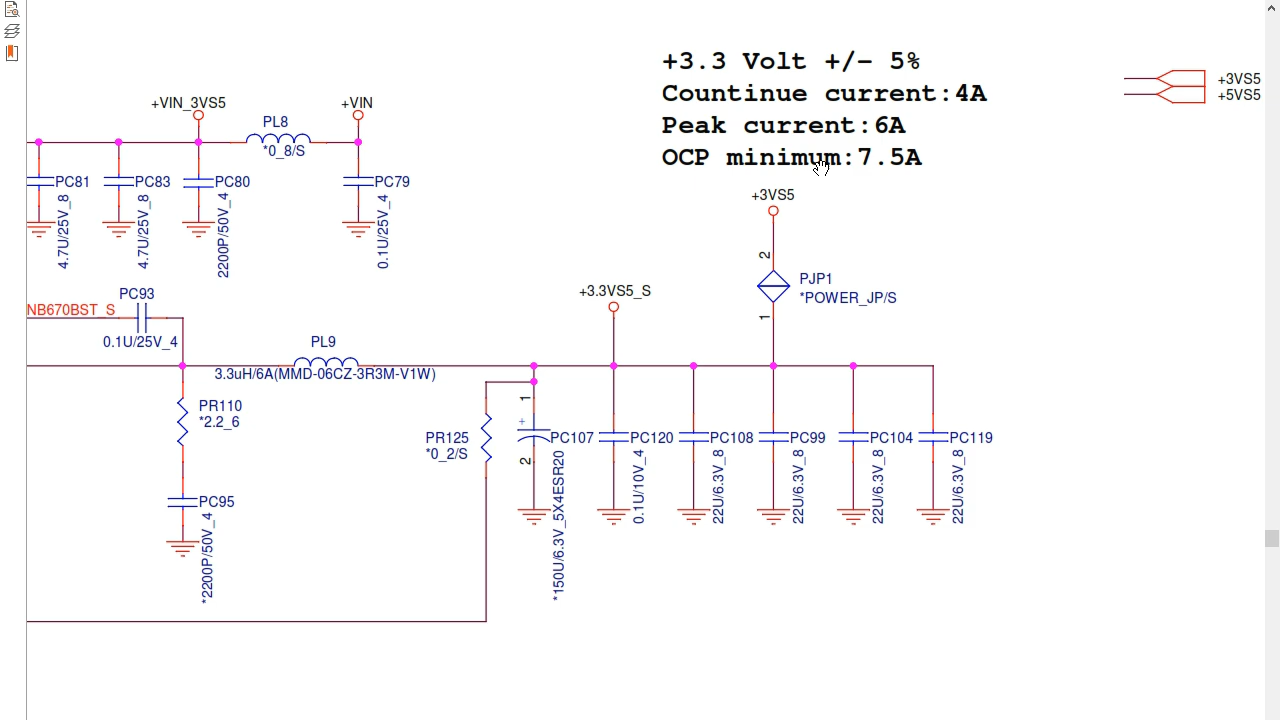 +3.3 Volt +/- 5%
Countinue current:4A
Peak current:6A
OCP minimum:7.5A
+3VS5
+5VS5
+VIN_3VS5
+VIN
PL8
*0_8/S
PC81
PC83
PC80
PC79
4.7U/25V_8
4.7U/25V_8
2200P/50V_4
0.1U/25V_4
+3VS5
2
PJP1
*POWER_JP/S
1
+3.3VS5_S
PC93
NB670BST_S
0.1U/25V_4
PL9
3.3uH/6A(MMD-06CZ-3R3M-V1W)
PR110
*2.2_6
PR125
*0_2/S
1
+
2
PC107
PC120
PC108
PC99
PC104
PC119
*150U/6.3V_5X4ESR20
0.1U/10V_4
22U/6.3V_8
22U/6.3V_8
22U/6.3V_8
22U/6.3V_8
PC95
*2200P/50V_4